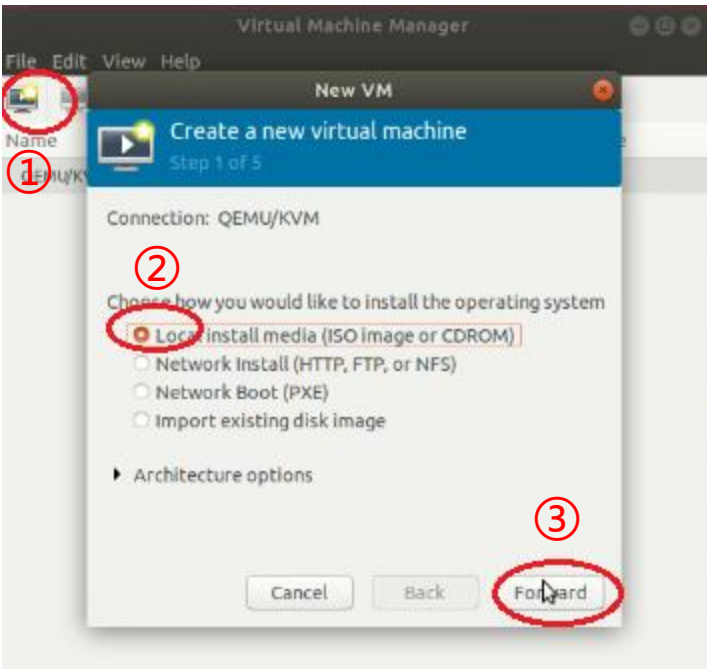 Virtual Machine Manager
File Edit View Help
New VM
Create a new virtual machine
Step 1 of 5
Name
①
QEMU/K
Connection: QEMU/KVM
②
Choose how you would like to install the operating system
Local install media (ISO image or CDROM)
Network Install (HTTP, FTP, or NFS)
Network Boot (PXE)
Import existing disk image
Architecture options
③
Cancel Back Forward